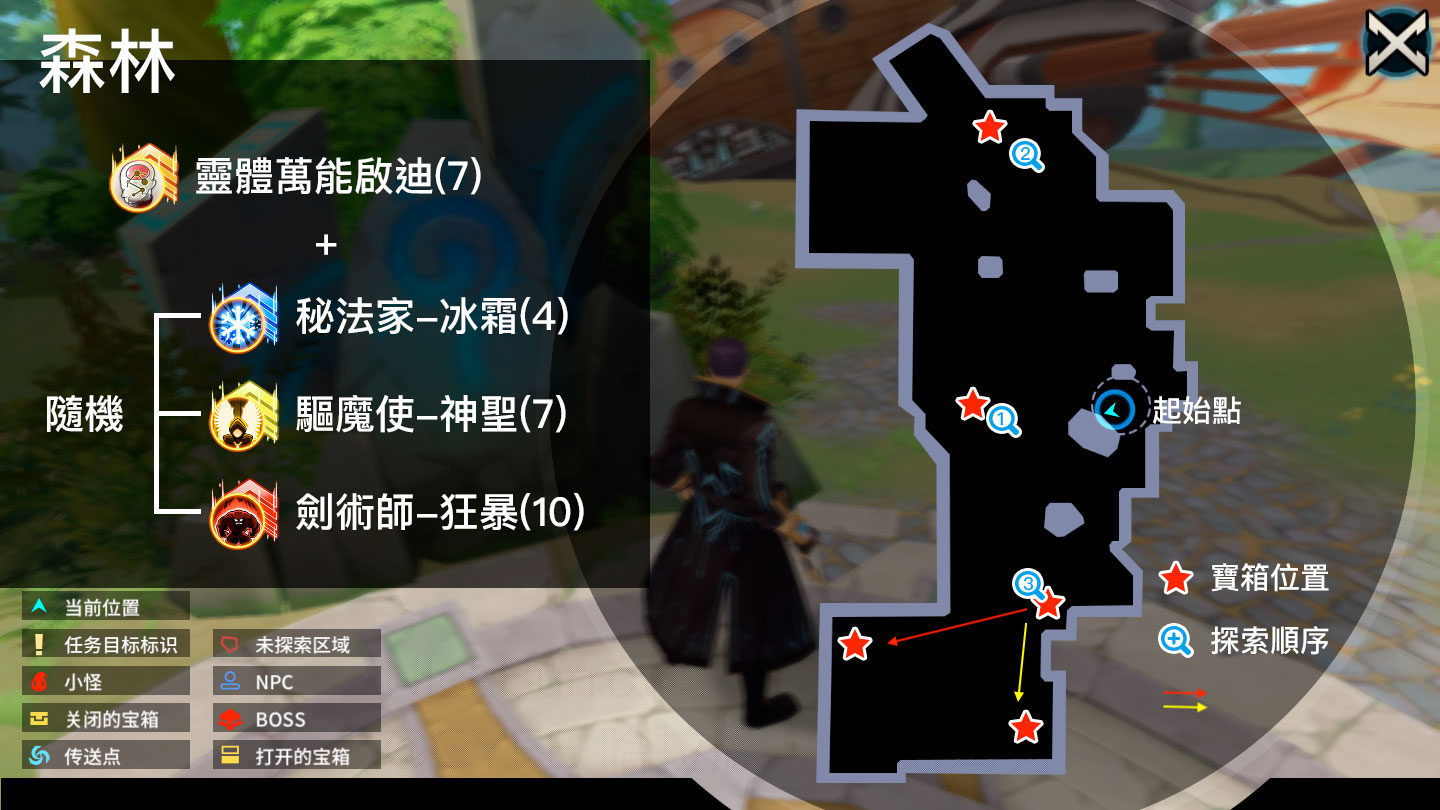 森林
靈體萬能啟迪(7)
+
秘法家–冰霜(4)
隨機
驅魔使–神聖(7)
劍術師–狂暴(10)
2
1
起始點
3
寶箱位置
探索順序
当前位置
任务目标标识
未探索区域
小怪
NPC
关闭的宝箱
BOSS
传送点
打开的宝箱